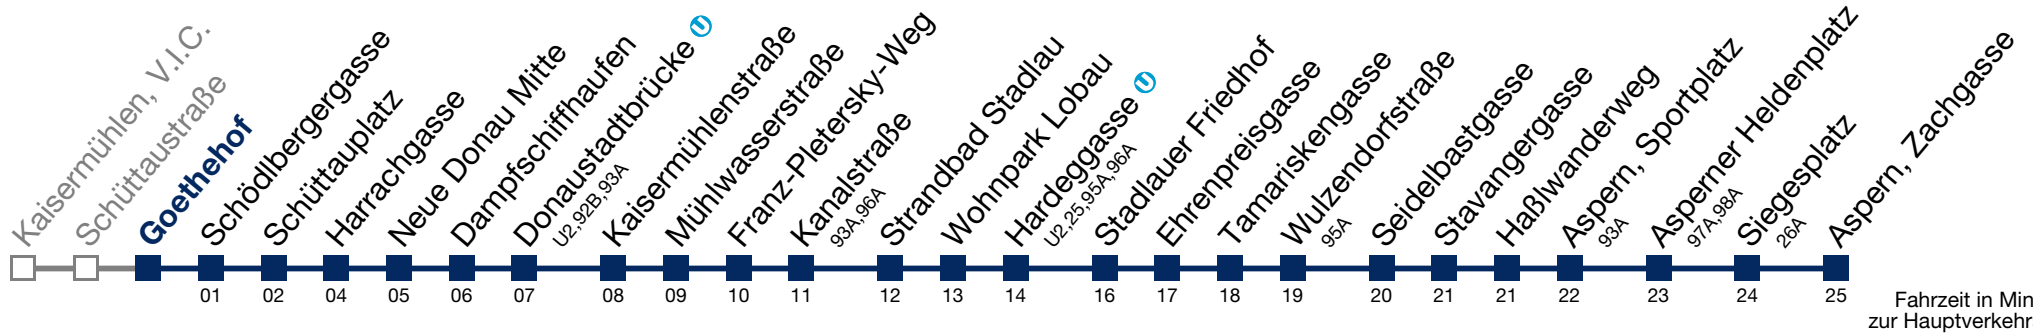 Kaisermühlen, V.I.C.
Schüttaustraße
Goethehof
Schödlbergergasse
Schüttauplatz
Harrachgasse
Neue Donau Mitte
Dampfschiffhaufen
Donaustadtbrücke U
U2,92B,93A
Kaisermühlenstraße
Mühlwasserstraße
Franz-Pletersky-Weg
Kanalstraße
93A,96A
Strandbad Stadlau
Wohnpark Lobau
Hardeggasse U
U2,25,95A,96A
Stadlauer Friedhof
Ehrenpreisgasse
Tamariskengasse
Wulzendorfstraße
95A
Seidelbastgasse
Stavangergasse
Haßlwanderweg
Aspern, Sportplatz
93A
Asperner Heldenplatz
97A,98A
Siegesplatz
26A
Aspern, Zachgasse
01 02 04 05 06 07 08 09 10 11 12 13 14 16 17 18 19 20 21 21 22 23 24 25
Fahrzeit in Min
zur Hauptverkehr